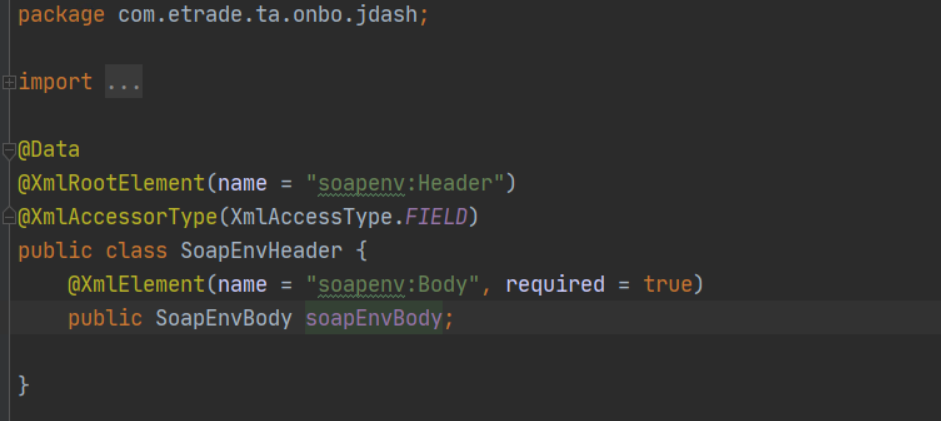 package com.etrade.ta.onbo.jdash;
import ...
@Data
@XmlRootElement(name = "soapenv:Header")
@XmlAccessorType(XmlAccessType.FIELD)
public class SoapEnvHeader {
@XmlElement(name = "soapenv:Body", required = true)
public SoapEnvBody soapEnvBody;
}